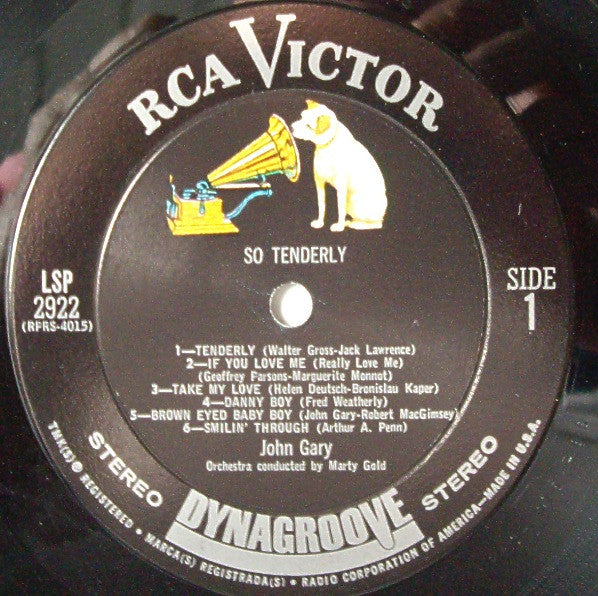 RCA VICTOR
SO TENDERLY
LSP
2922
(RPRS-4015)
SIDE
1
1—TENDERLY (Walter Gross-Jack Lawrence)
2—IF YOU LOVE ME (Really Love Me)
(Geoffrey Parsons-Marguerite Monnot)
3—TAKE MY LOVE (Helen Deutsch-Bronislau Kaper)
4—DANNY BOY (Fred Weatherly)
5—BROWN EYED BABY BOY (John Gary-Robert MacGimsey)
6—SMILIN' THROUGH (Arthur A. Penn)
John Gary
Orchestra conducted by Marty Gold
STEREO
DYNAGROOVE
STEREO
TMK(S) ® REGISTERED • MARCA(S) REGISTRADA(S) • RADIO CORPORATION OF AMERICA—MADE IN U.S.A.